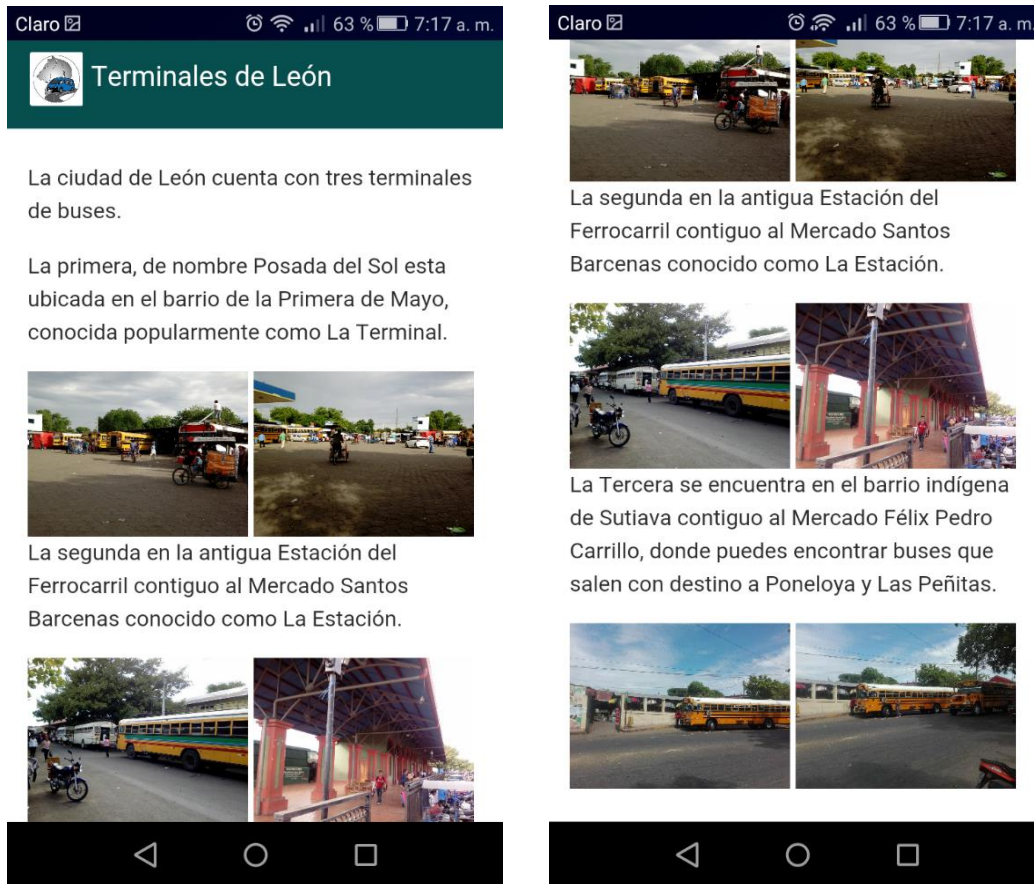 Claro 63 % 7:17 a. m.
Terminales de León
La ciudad de León cuenta con tres terminales
de buses.
La primera, de nombre Posada del Sol esta
ubicada en el barrio de la Primera de Mayo,
conocida popularmente como La Terminal.
La segunda en la antigua Estación del
Ferrocarril contiguo al Mercado Santos
Barcenas conocido como La Estación.
Claro 63 % 7:17 a. m.
La segunda en la antigua Estación del
Ferrocarril contiguo al Mercado Santos
Barcenas conocido como La Estación.
La Tercera se encuentra en el barrio indígena
de Sutiava contiguo al Mercado Félix Pedro
Carrillo, donde puedes encontrar buses que
salen con destino a Poneloya y Las Peñitas.